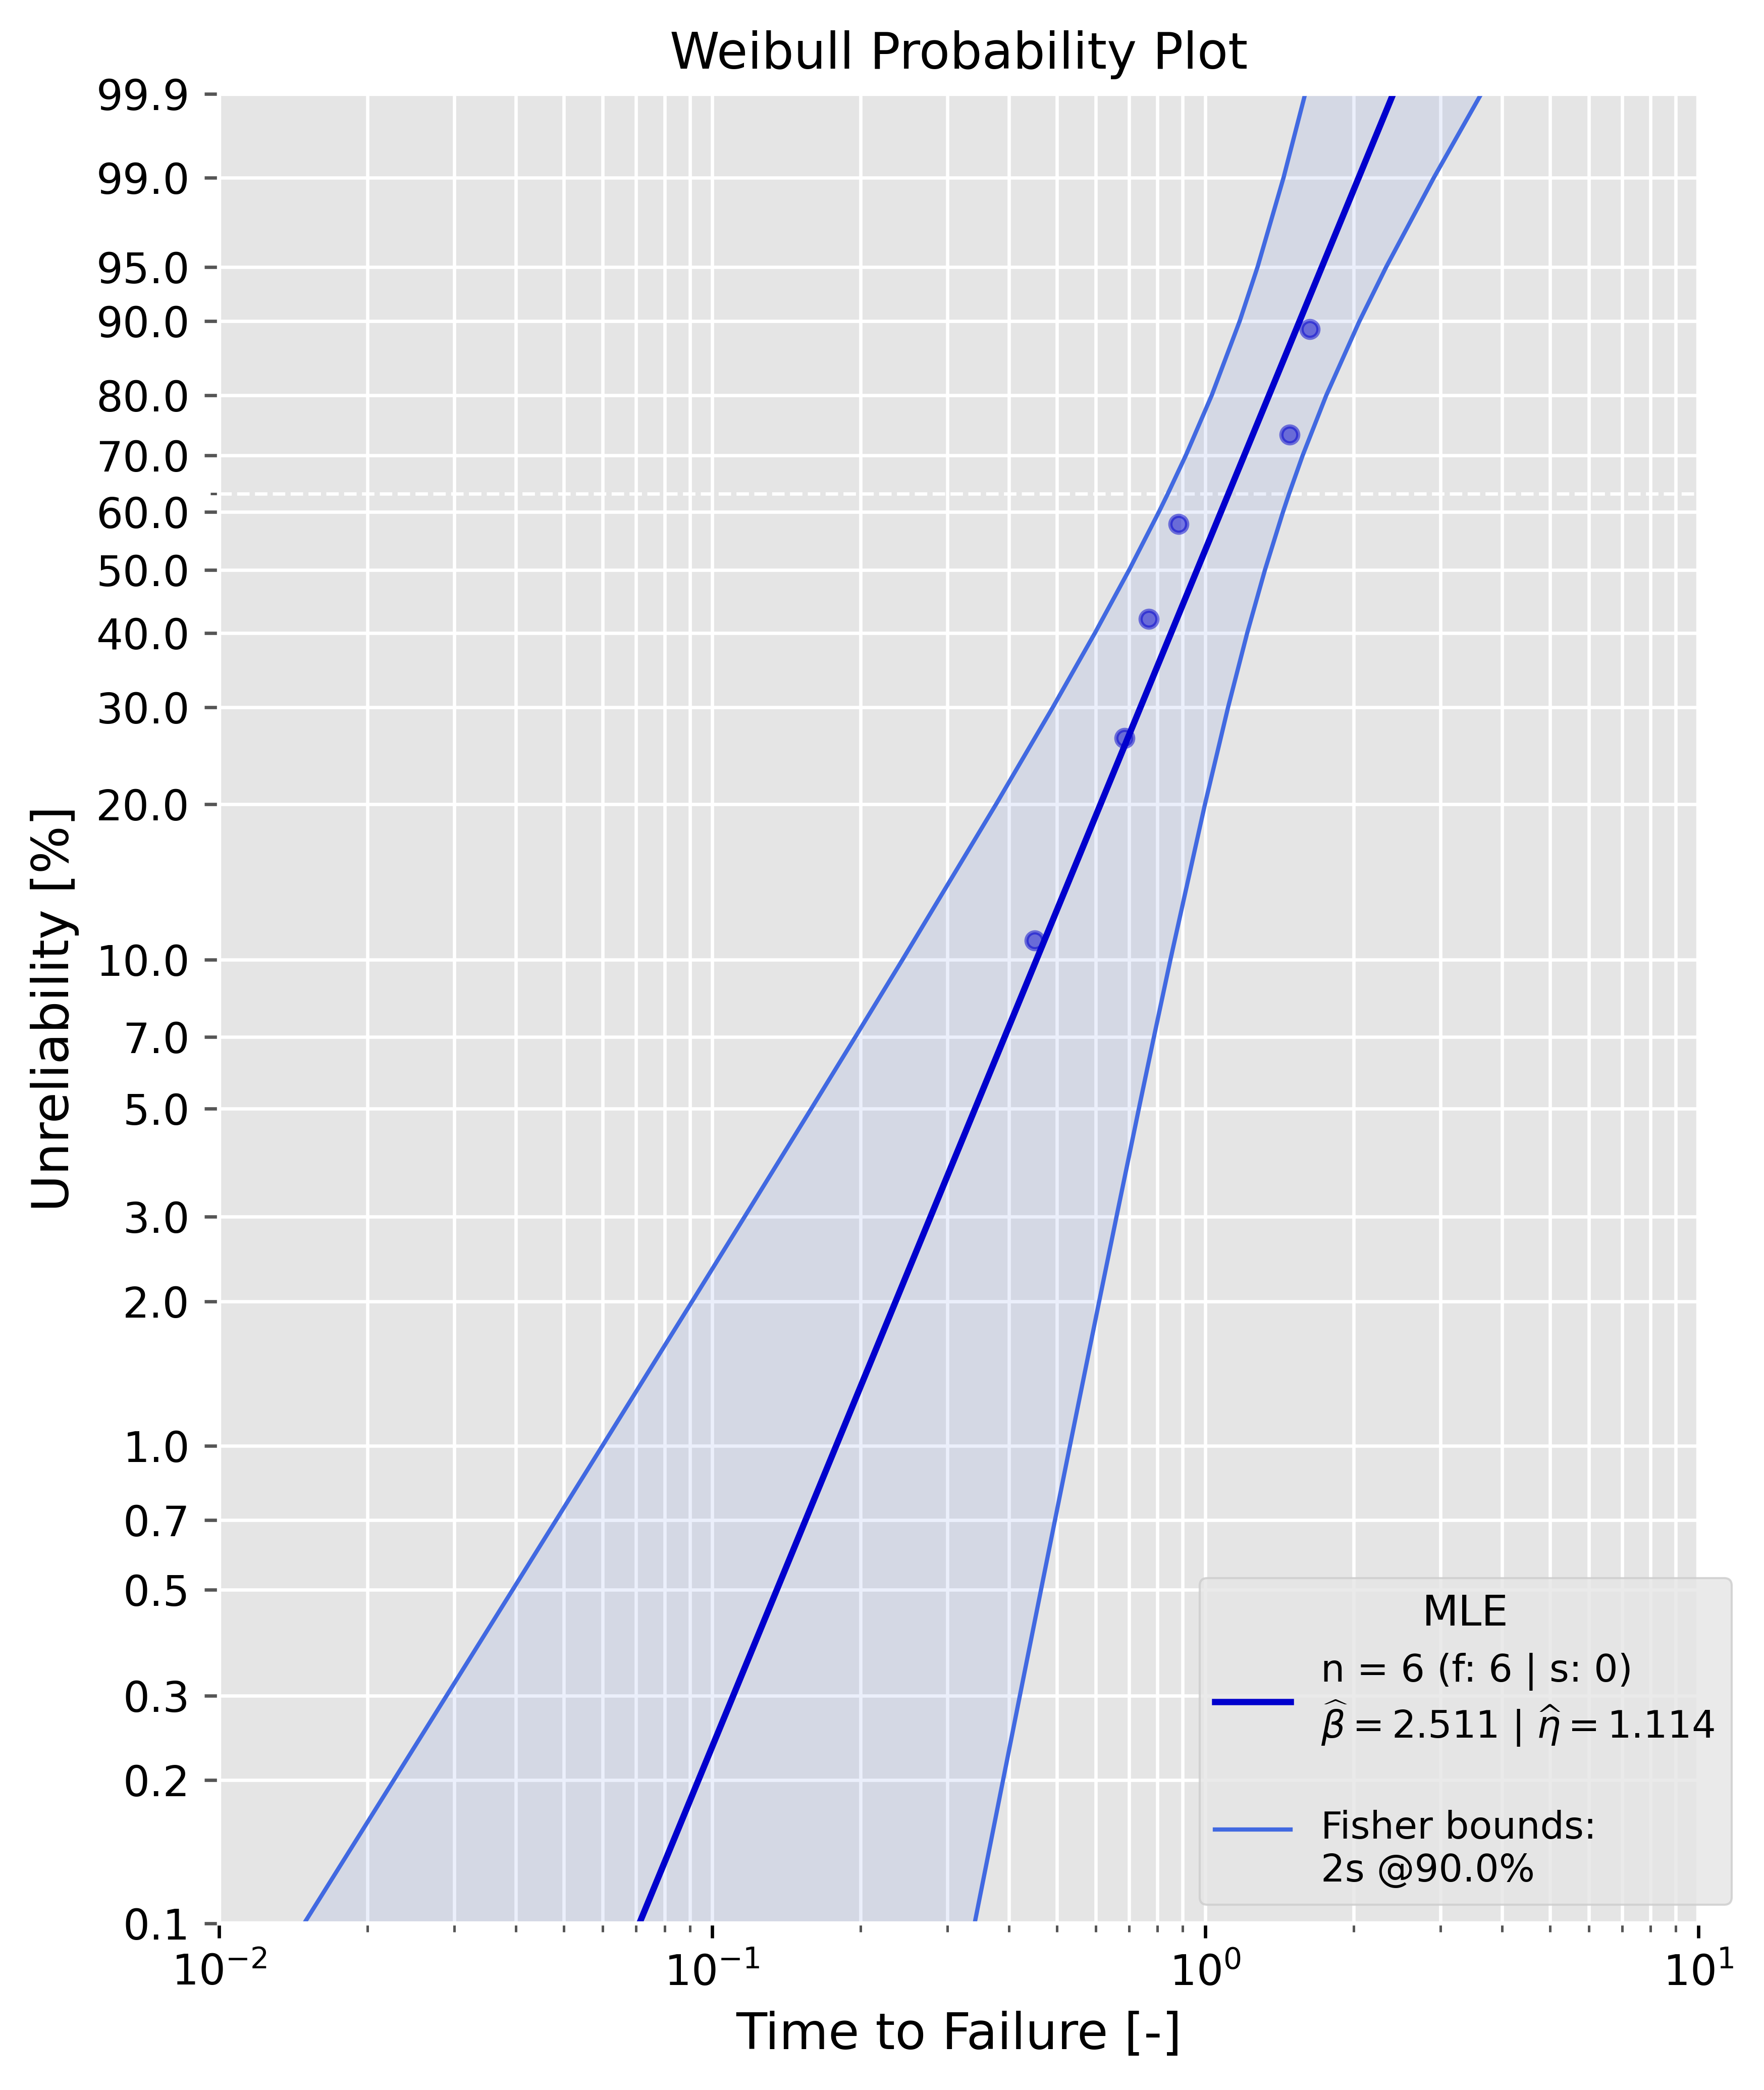 Weibull Probability Plot
99.9
99.0
95.0
90.0
80.0
70.0
60.0
50.0
40.0
30.0
20.0
10.0
7.0
5.0
3.0
2.0
1.0
0.7
0.5
0.3
0.2
0.1
Unreliability [%]
10⁻² 10⁻¹ 10⁰ 10¹
Time to Failure [-]
MLE
n = 6 (f: 6 | s: 0)
β̂ = 2.511 | η̂ = 1.114
Fisher bounds:
2s @90.0%